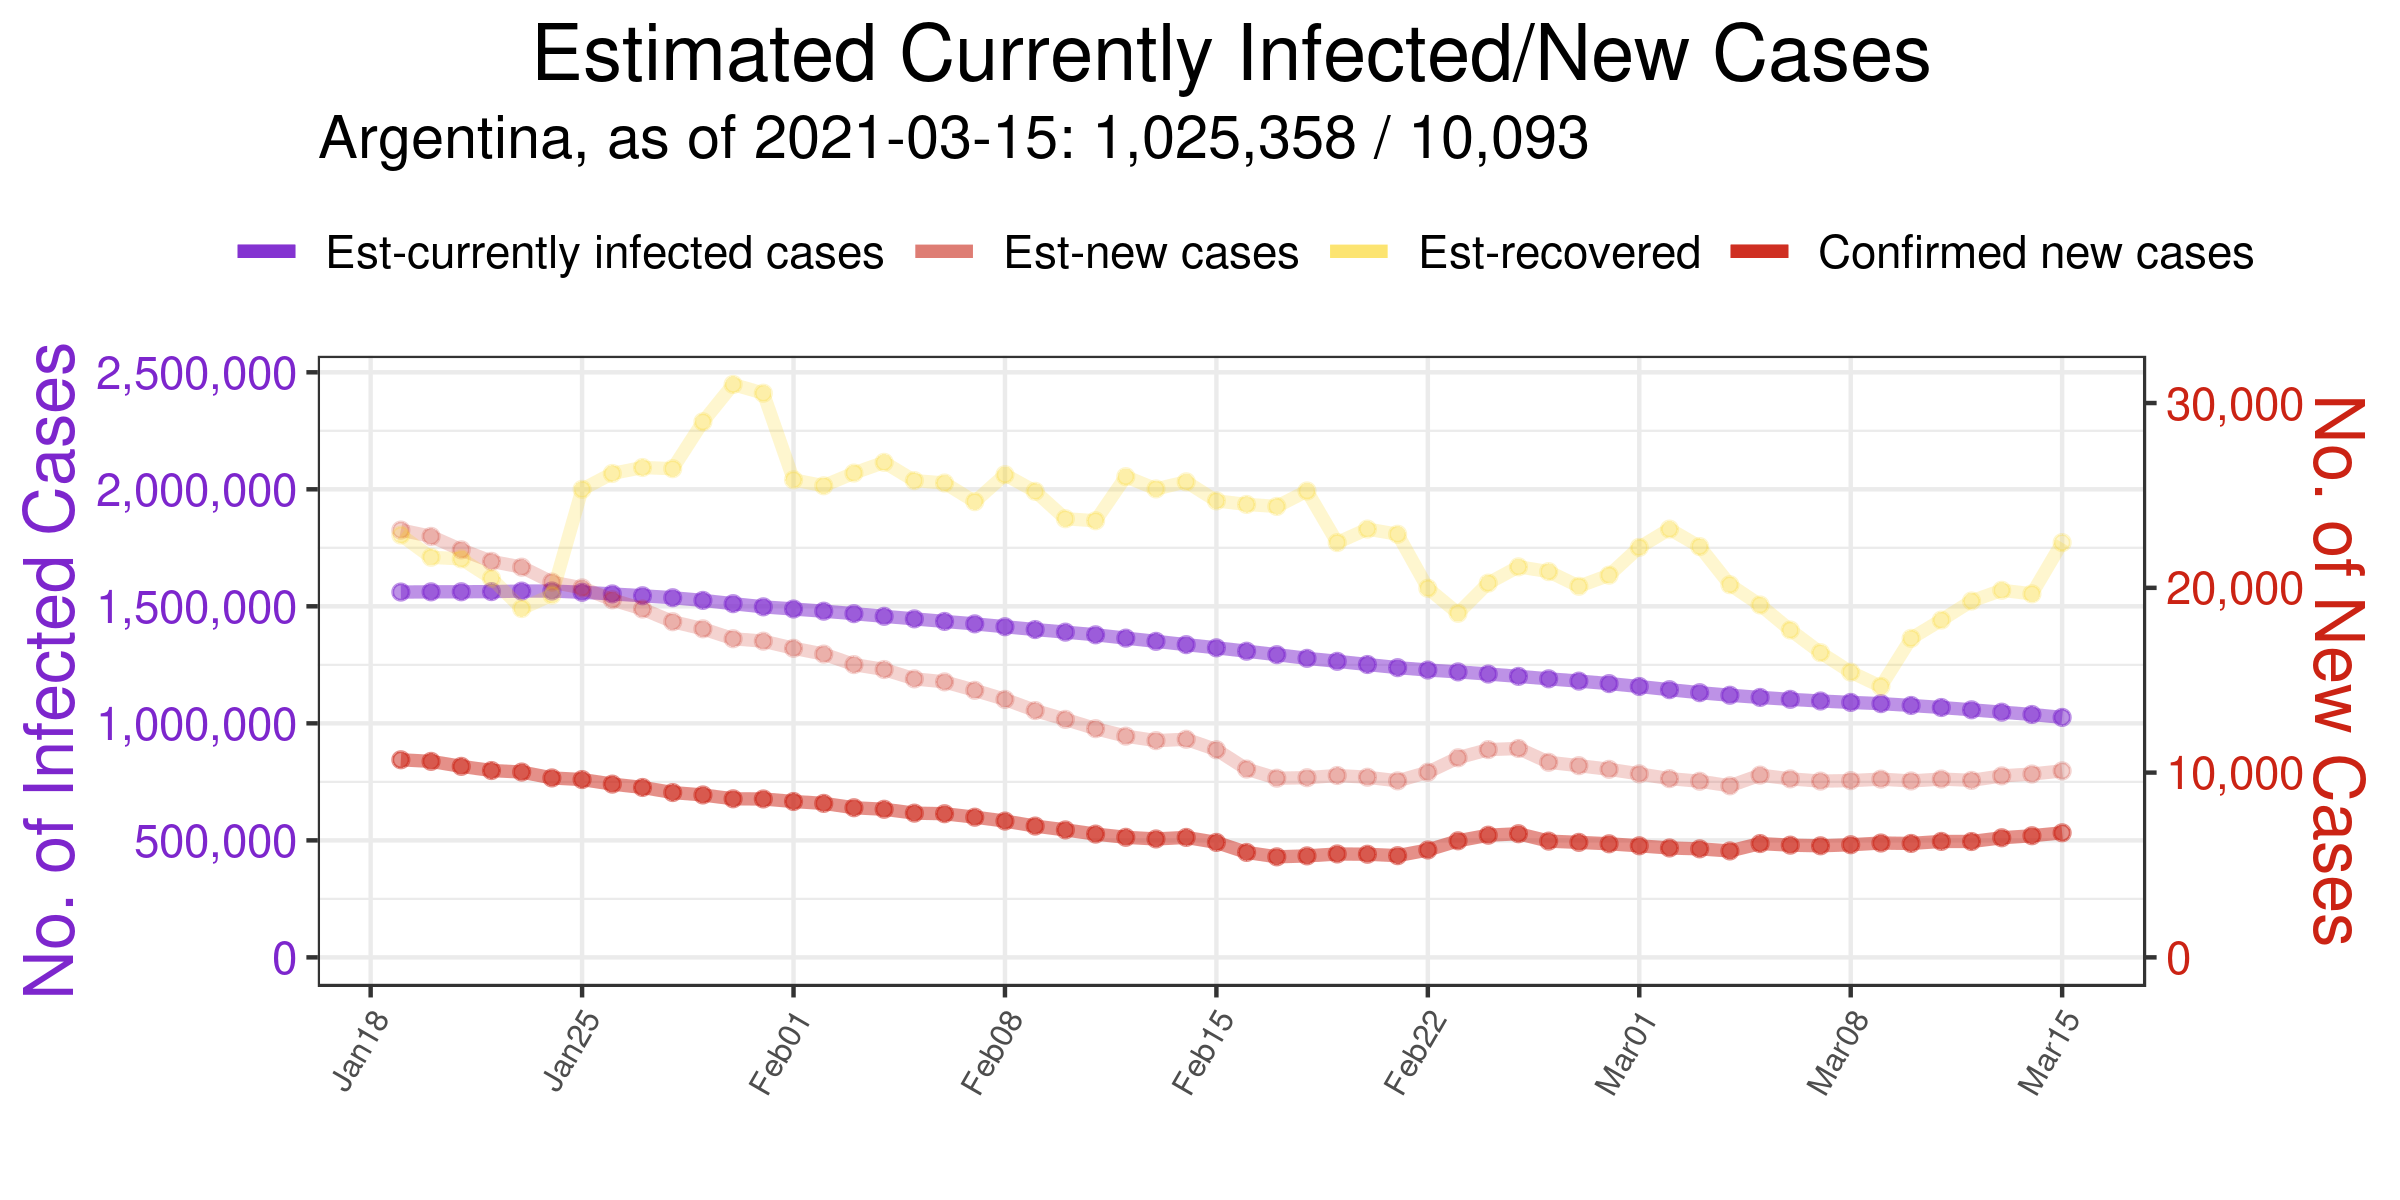 Estimated Currently Infected/New Cases
Argentina, as of 2021-03-15: 1,025,358 / 10,093
Est-currently infected cases Est-new cases Est-recovered Confirmed new cases
No. of Infected Cases
2,500,000
2,000,000
1,500,000
1,000,000
500,000
0
30,000
20,000
10,000
0
No. of New Cases
Jan18 Jan25 Feb01 Feb08 Feb15 Feb22 Mar01 Mar08 Mar15